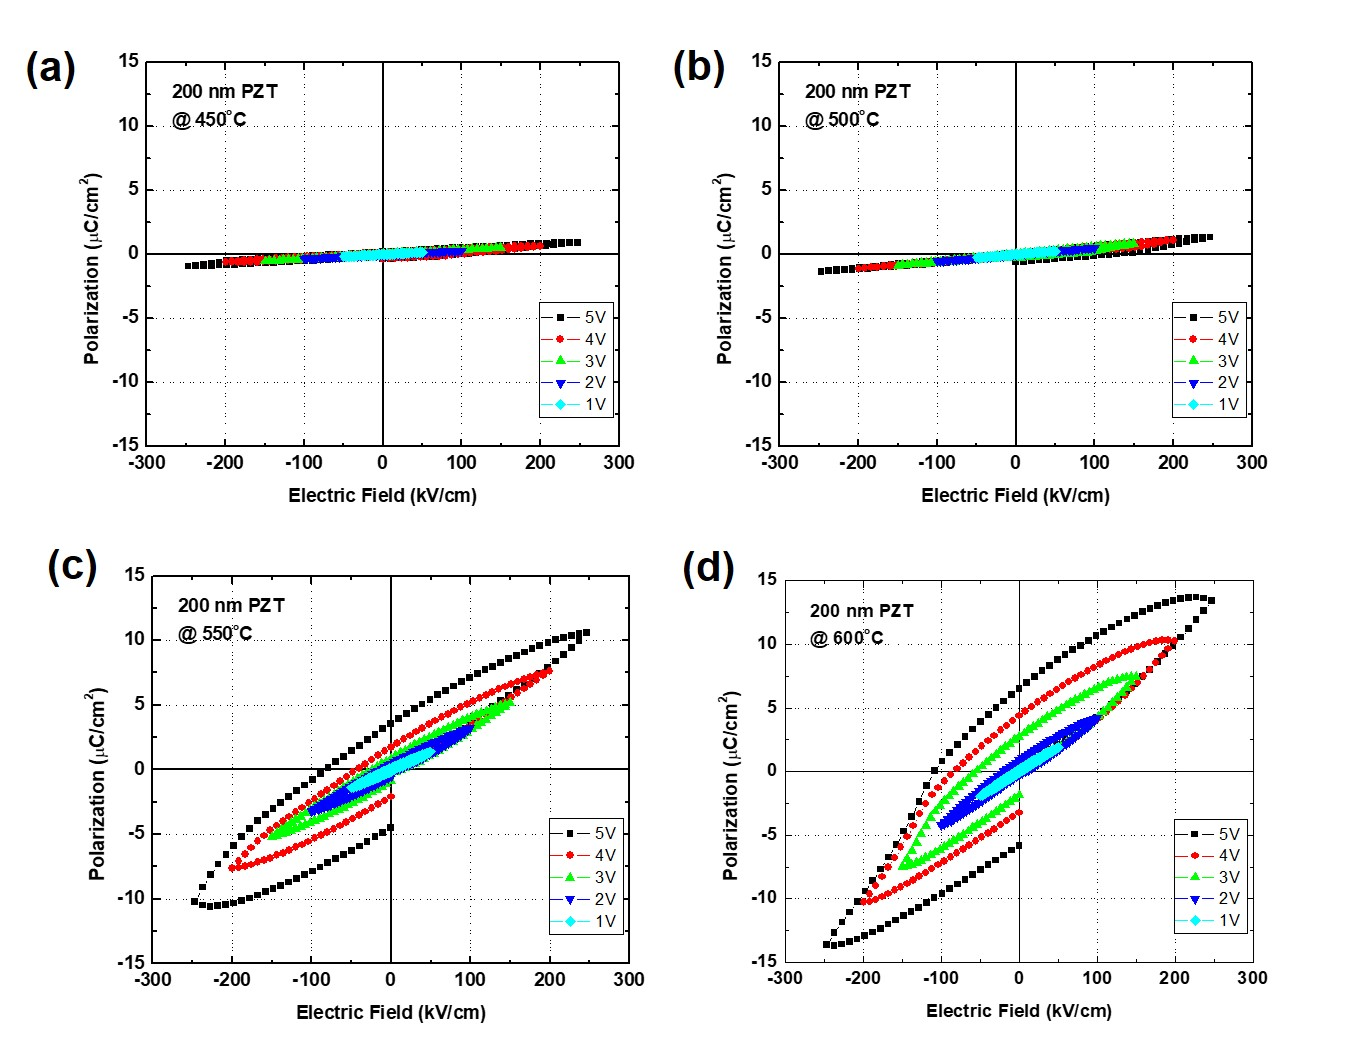 (a)
200 nm PZT
@ 450°C
15
10
5
0
-5
-10
-15
Polarization (μC/cm²)
5V
4V
3V
2V
1V
-300 -200 -100 0 100 200 300
Electric Field (kV/cm)
(b)
200 nm PZT
@ 500°C
15
10
5
0
-5
-10
-15
Polarization (μC/cm²)
5V
4V
3V
2V
1V
-300 -200 -100 0 100 200 300
Electric Field (kV/cm)
(c)
200 nm PZT
@ 550°C
15
10
5
0
-5
-10
-15
Polarization (μC/cm²)
5V
4V
3V
2V
1V
-300 -200 -100 0 100 200 300
Electric Field (kV/cm)
(d)
200 nm PZT
@ 600°C
15
10
5
0
-5
-10
-15
Polarization (μC/cm²)
5V
4V
3V
2V
1V
-300 -200 -100 0 100 200 300
Electric Field (kV/cm)